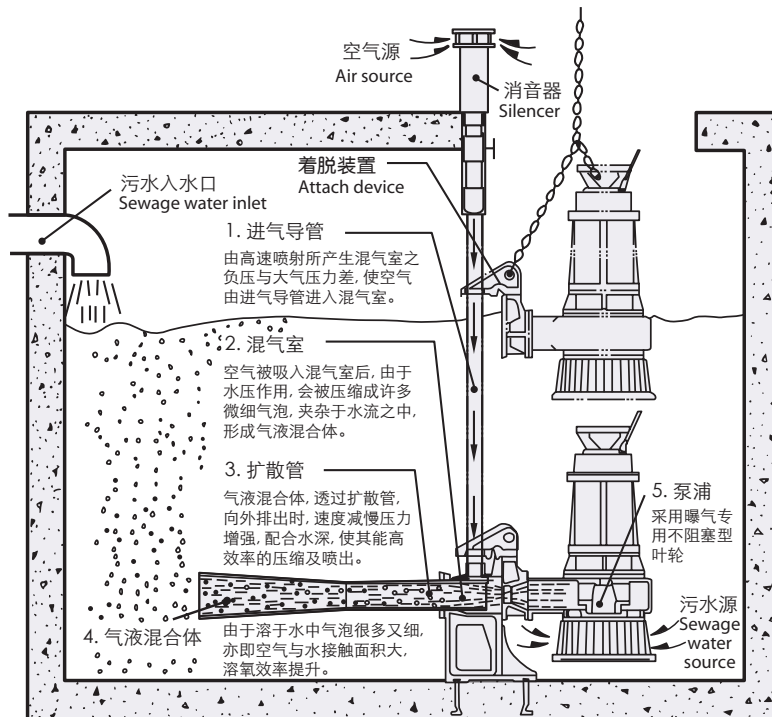 空气源
Air source
消音器
Silencer
着脱装置
Attach device
污水入水口
Sewage water inlet
1. 进气导管
由高速喷射所产生混气室之
负压与大气压力差, 使空气
由进气导管进入混气室。
2. 混气室
空气被吸入混气室后, 由于
水压作用, 会被压缩成许多
微细气泡, 夹杂于水流之中,
形成气液混合体。
3. 扩散管
气液混合体, 透过扩散管,
向外排出时, 速度减慢压力
增强, 配合水深, 使其能高
效率的压缩及喷出。
5. 泵浦
采用曝气专
用不阻塞型
叶轮
4. 气液混合体
由于溶于水中气泡很多又细,
亦即空气与水接触面积大,
溶氧效率提升。
污水源
Sewage
water
source